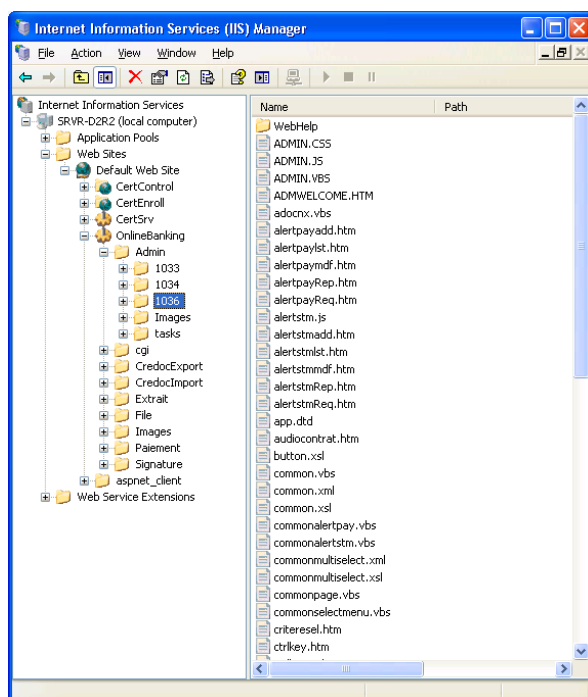 Internet Information Services (IIS) Manager
File Action View Window Help
Internet Information Services
SRVR-D2R2 (local computer)
Application Pools
Web Sites
Default Web Site
CertControl
CertEnroll
CertSrv
OnlineBanking
Admin
1033
1034
1036
Images
tasks
cgi
CredocExport
CredocImport
Extrait
File
Images
Paiement
Signature
aspnet_client
Web Service Extensions
Name Path
WebHelp
ADMIN.CSS
ADMIN.JS
ADMIN.VBS
ADMWELCOME.HTM
adocnx.vbs
alertpayadd.htm
alertpaylst.htm
alertpaymdf.htm
alertpayRep.htm
alertpayReq.htm
alertstm.js
alertstmadd.htm
alertstmlst.htm
alertstmmdf.htm
alertstmRep.htm
alertstmReq.htm
app.dtd
audiocontrat.htm
button.xsl
common.vbs
common.xml
common.xsl
commonalertpay.vbs
commonalertstm.vbs
commonmultiselect.xml
commonmultiselect.xsl
commonpage.vbs
commonselectmenu.vbs
criteresel.htm
ctrlkey.htm